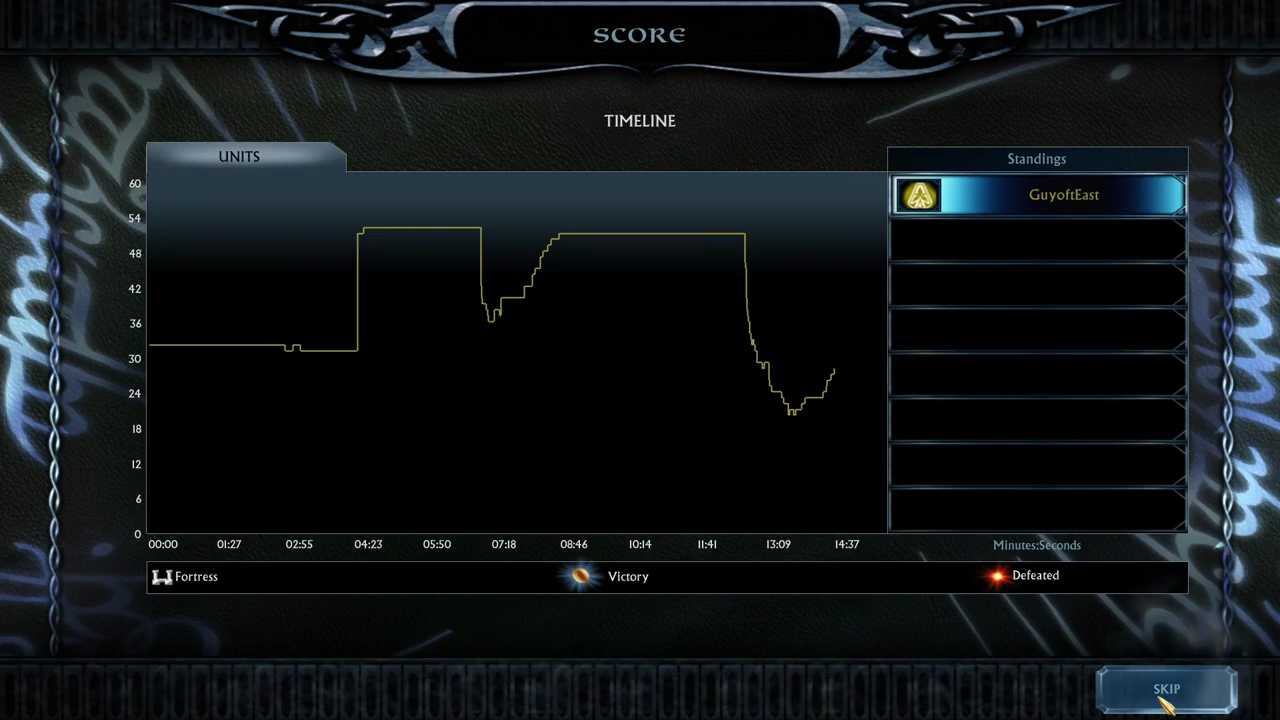 SCORE
TIMELINE
UNITS
Standings
60
GuyoftEast
54
48
42
36
30
24
18
12
6
0
00:00 01:27 02:55 04:23 05:50 07:18 08:46 10:14 11:41 13:09 14:37
Minutes:Seconds
Fortress Victory Defeated
SKIP